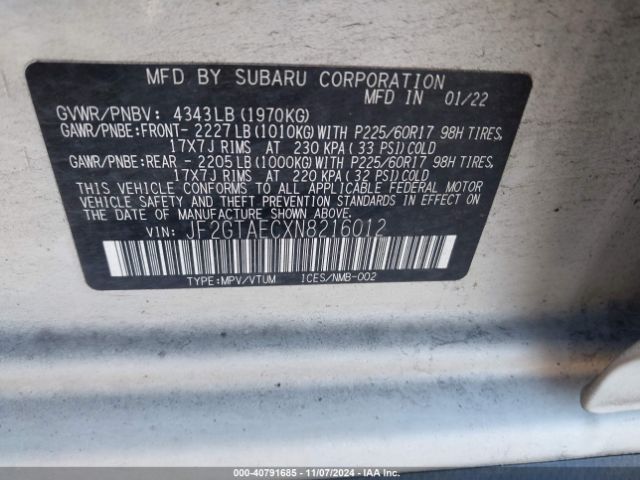 MFD BY SUBARU CORPORATION
MFD IN 01/22
GVWR/PNBV: 4343LB (1970KG)
GAWR/PNBE:FRONT- 2227LB (1010KG)WITH P225/60R17 98H TIRES,
17X7J RIMS AT 230 KPA (33 PSI)COLD
GAWR/PNBE:REAR - 2205LB (1000KG)WITH P225/60R17 98H TIRES,
17X7J RIMS AT 220 KPA (32 PSI)COLD
THIS VEHICLE CONFORMS TO ALL APPLICABLE FEDERAL MOTOR
VEHICLE SAFETY AND THEFT PREVENTION STANDARDS IN EFFECT
ON THE DATE OF MANUFACTURE SHOWN ABOVE.
VIN: JF2GTAECXN8216012
TYPE:MPV/VTUM ICES/NMB-002
000-40791685 - 11/07/2024 - IAA Inc.